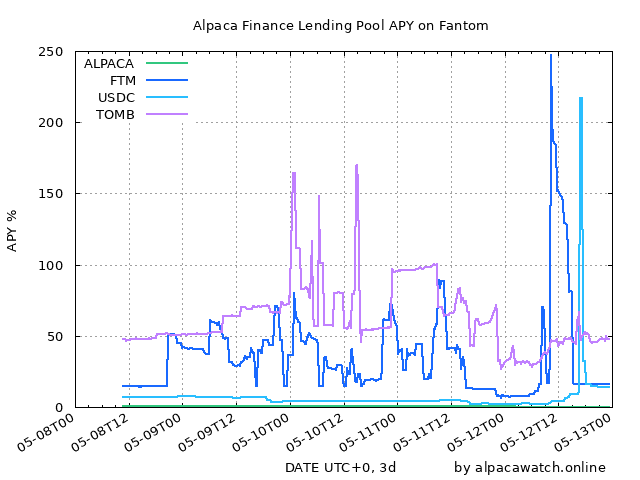 Alpaca Finance Lending Pool APY on Fantom
ALPACA
FTM
USDC
TOMB
APY %
250
200
150
100
50
0
05-08T00
05-08T12
05-09T00
05-09T12
05-10T00
05-10T12
05-11T00
05-11T12
05-12T00
05-12T12
05-13T00
DATE UTC+0, 3d
by alpacawatch.online